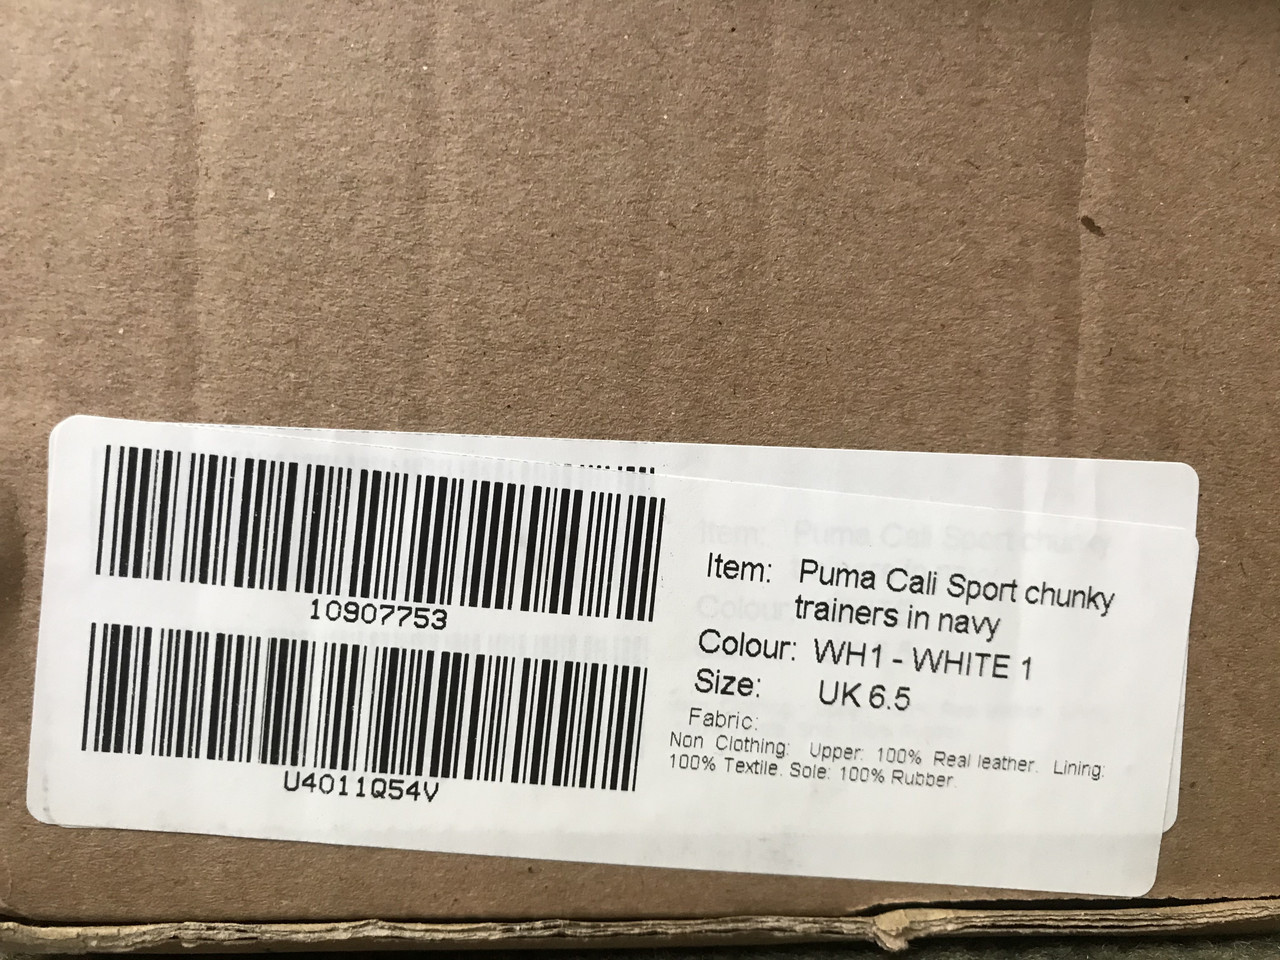 10907753
U4011Q54V
Item: Puma Cali Sport chunky
trainers in navy
Colour: WH1 - WHITE 1
Size: UK 6.5
Fabric:
Non Clothing: Upper: 100% Real leather. Lining:
100% Textile. Sole: 100% Rubber.